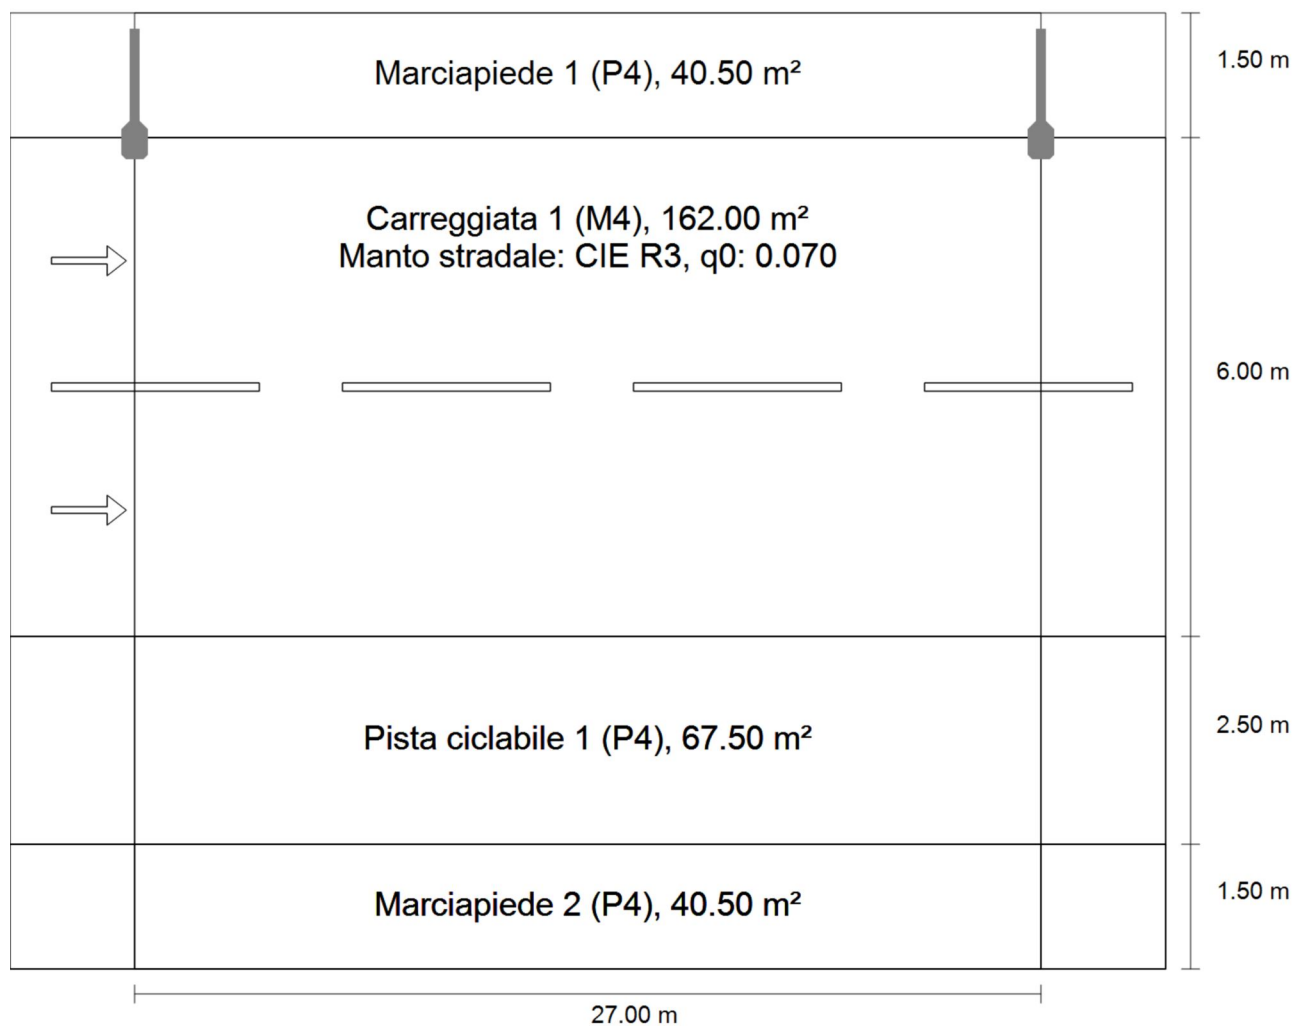 Marciapiede 1 (P4), 40.50 m²
1.50 m
Carreggiata 1 (M4), 162.00 m²
Manto stradale: CIE R3, q0: 0.070
6.00 m
Pista ciclabile 1 (P4), 67.50 m²
2.50 m
Marciapiede 2 (P4), 40.50 m²
1.50 m
27.00 m